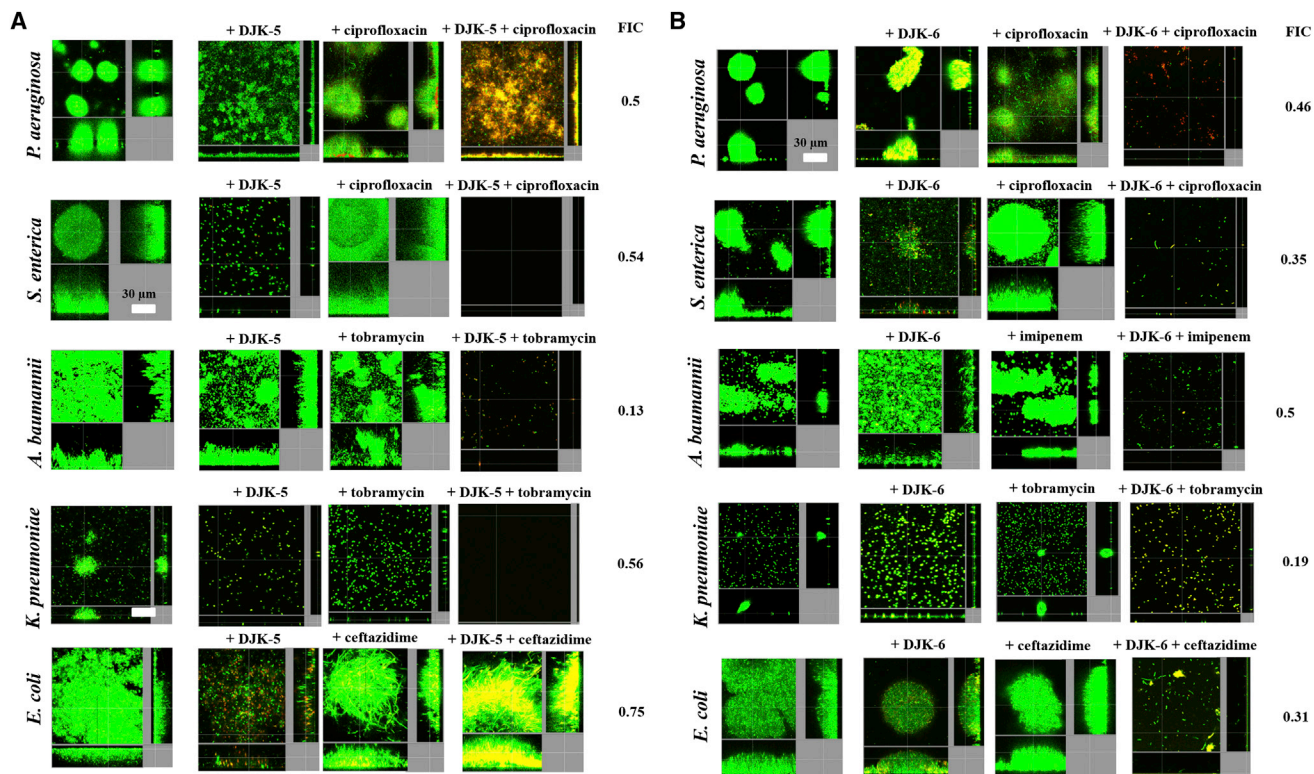 A
+ DJK-5 + ciprofloxacin + DJK-5 + ciprofloxacin FIC
P. aeruginosa
0.5
+ DJK-5 + ciprofloxacin + DJK-5 + ciprofloxacin
S. enterica
30 µm
0.54
+ DJK-5 + tobramycin + DJK-5 + tobramycin
A. baumannii
0.13
+ DJK-5 + tobramycin + DJK-5 + tobramycin
K. pneumoniae
0.56
+ DJK-5 + ceftazidime + DJK-5 + ceftazidime
E. coli
0.75
B
+ DJK-6 + ciprofloxacin + DJK-6 + ciprofloxacin FIC
P. aeruginosa
30 µm
0.46
+ DJK-6 + ciprofloxacin + DJK-6 + ciprofloxacin
S. enterica
0.35
+ DJK-6 + imipenem + DJK-6 + imipenem
A. baumannii
0.5
+ DJK-6 + tobramycin + DJK-6 + tobramycin
K. pneumoniae
0.19
+ DJK-6 + ceftazidime + DJK-6 + ceftazidime
E. coli
0.31